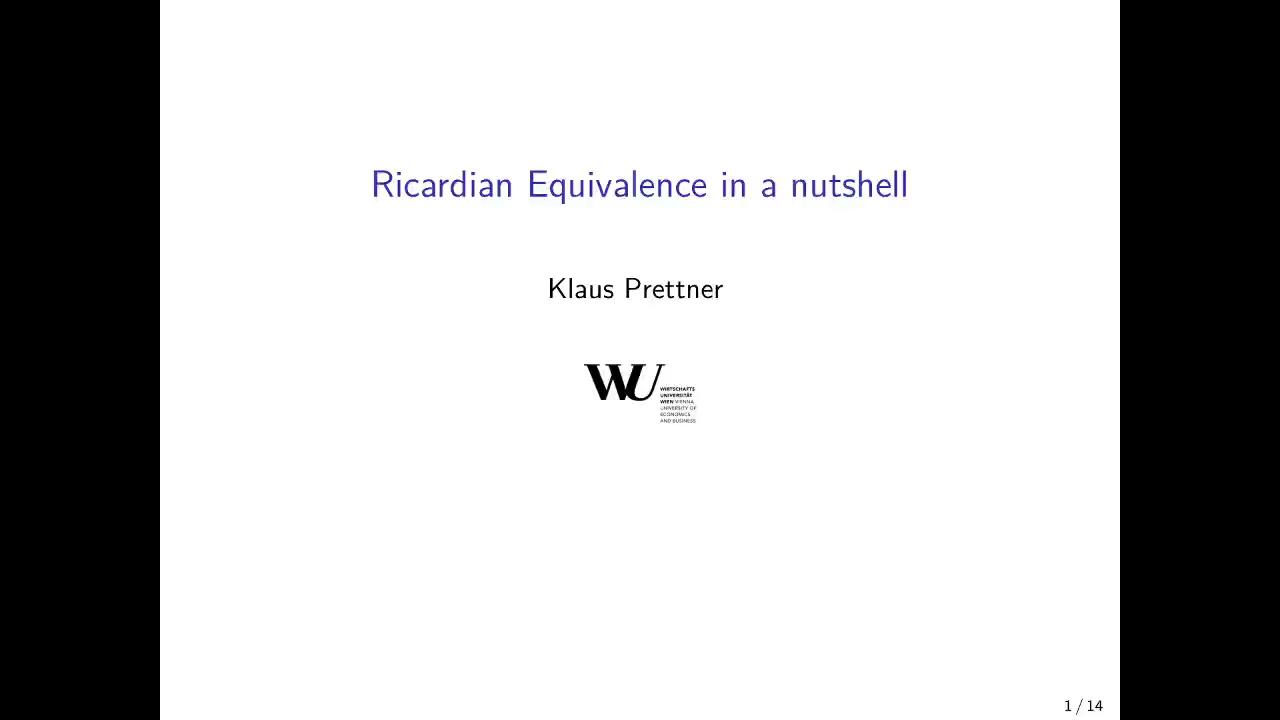 Ricardian Equivalence in a nutshell
Klaus Prettner
WU
WIRTSCHAFTS
UNIVERSITÄT
WIEN VIENNA
UNIVERSITY OF
ECONOMICS
AND BUSINESS
1 / 14